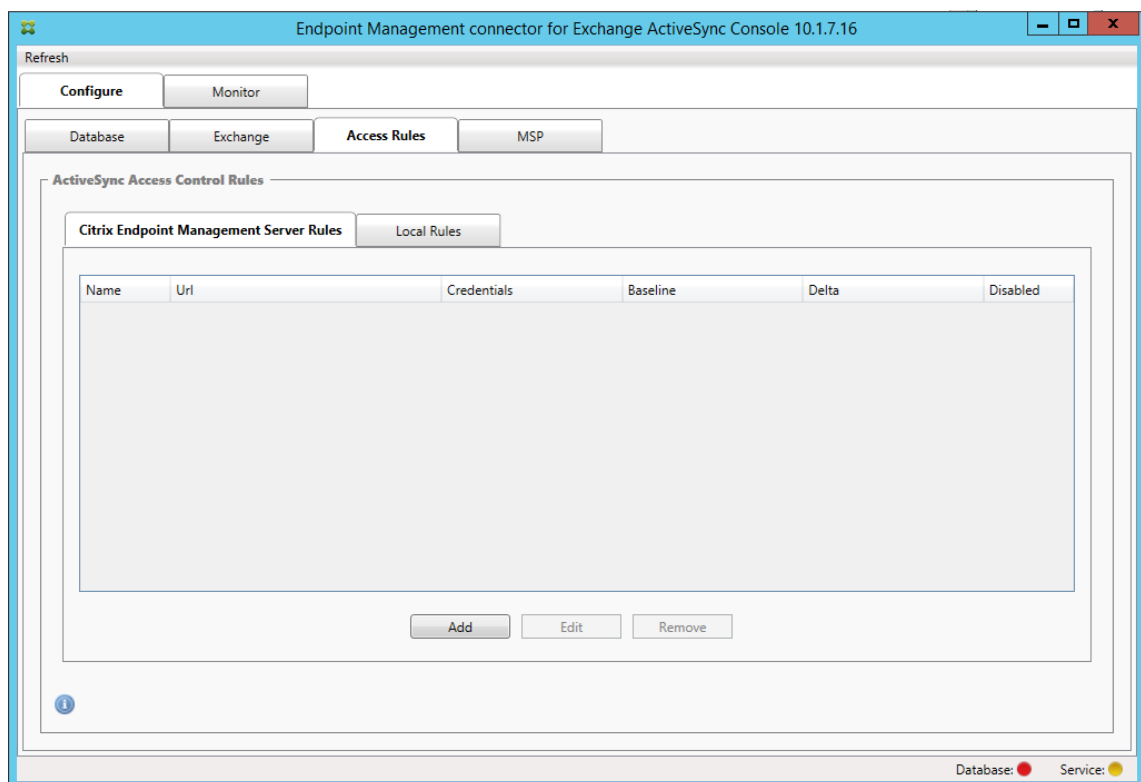 Endpoint Management connector for Exchange ActiveSync Console 10.1.7.16
Refresh
Configure Monitor
Database Exchange Access Rules MSP
ActiveSync Access Control Rules
Citrix Endpoint Management Server Rules Local Rules
Name Url Credentials Baseline Delta Disabled
Add Edit Remove
Database: Service: